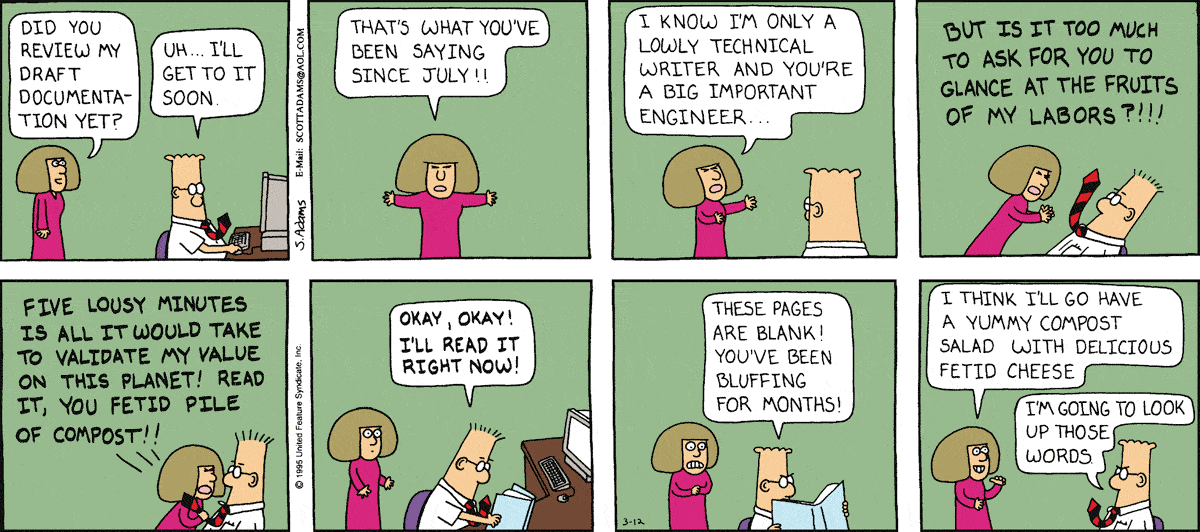 DID YOU
REVIEW MY
DRAFT
DOCUMENTA-
TION YET?
UH... I'LL
GET TO IT
SOON.
S.Adams
E-Mail: SCOTTADAMS@AOL.COM
THAT'S WHAT YOU'VE
BEEN SAYING
SINCE JULY!!
I KNOW I'M ONLY A
LOWLY TECHNICAL
WRITER AND YOU'RE
A BIG IMPORTANT
ENGINEER...
BUT IS IT TOO MUCH
TO ASK FOR YOU TO
GLANCE AT THE FRUITS
OF MY LABORS?!!!
FIVE LOUSY MINUTES
IS ALL IT WOULD TAKE
TO VALIDATE MY VALUE
ON THIS PLANET! READ
IT, YOU FETID PILE
OF COMPOST!!
© 1995 United Feature Syndicate, Inc.
OKAY, OKAY!
I'LL READ IT
RIGHT NOW!
THESE PAGES
ARE BLANK!
YOU'VE BEEN
BLUFFING
FOR MONTHS!
3-12
I THINK I'LL GO HAVE
A YUMMY COMPOST
SALAD WITH DELICIOUS
FETID CHEESE
I'M GOING TO LOOK
UP THOSE
WORDS.